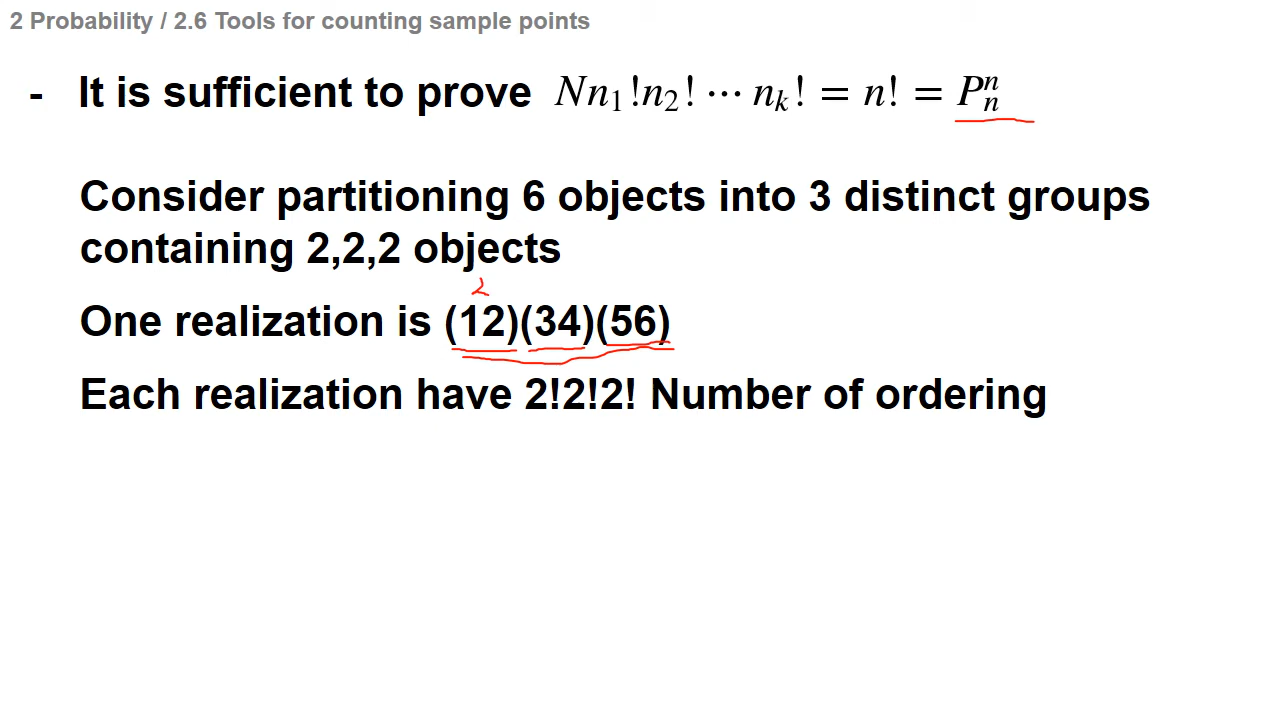 2 Probability / 2.6 Tools for counting sample points
- It is sufficient to prove Nn₁!n₂!⋯nₖ! = n! = Pⁿₙ
Consider partitioning 6 objects into 3 distinct groups
containing 2,2,2 objects
2
One realization is (12)(34)(56)
Each realization have 2!2!2! Number of ordering